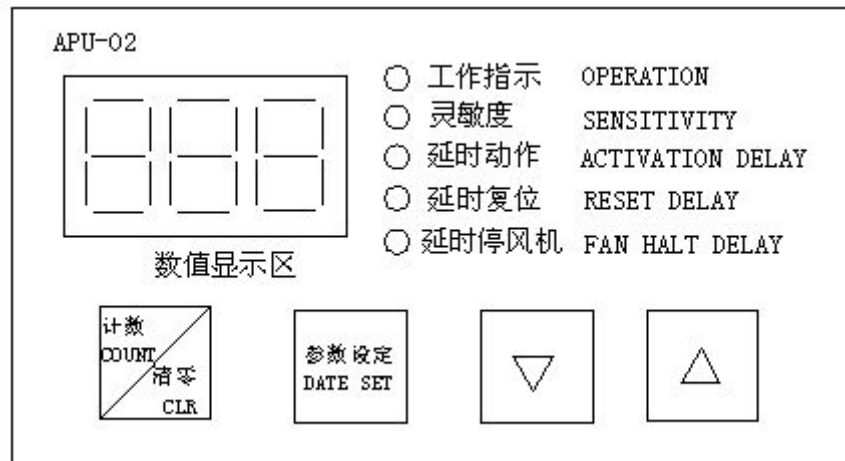 APU-02
工作指示 OPERATION
灵敏度 SENSITIVITY
延时动作 ACTIVATION DELAY
延时复位 RESET DELAY
延时停风机 FAN HALT DELAY
数值显示区
计数
COUNT
清零
CLR
参数设定
DATE SET